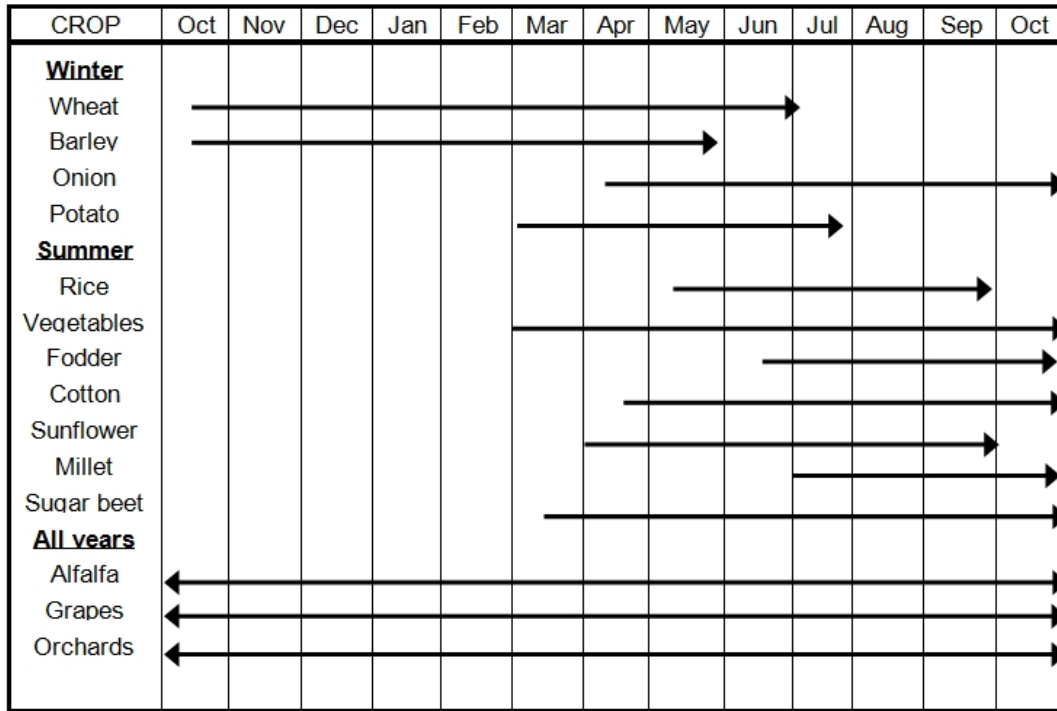 CROP Oct Nov Dec Jan Feb Mar Apr May Jun Jul Aug Sep Oct
Winter
Wheat
Barley
Onion
Potato
Summer
Rice
Vegetables
Fodder
Cotton
Sunflower
Millet
Sugar beet
All years
Alfalfa
Grapes
Orchards